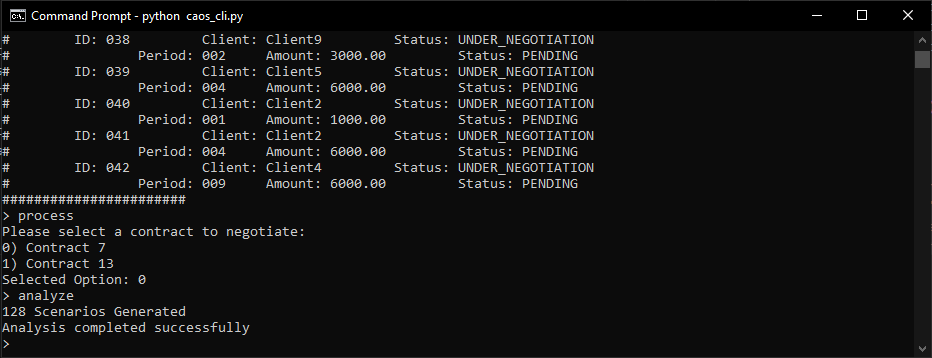 Command Prompt - python  caos_cli.py
#        ID: 038         Client: Client9         Status: UNDER_NEGOTIATION
#                Period: 002     Amount: 3000.00         Status: PENDING
#        ID: 039         Client: Client5         Status: UNDER_NEGOTIATION
#                Period: 004     Amount: 6000.00         Status: PENDING
#        ID: 040         Client: Client2         Status: UNDER_NEGOTIATION
#                Period: 001     Amount: 1000.00         Status: PENDING
#        ID: 041         Client: Client2         Status: UNDER_NEGOTIATION
#                Period: 004     Amount: 6000.00         Status: PENDING
#        ID: 042         Client: Client4         Status: UNDER_NEGOTIATION
#                Period: 009     Amount: 6000.00         Status: PENDING
#######################
> process
Please select a contract to negotiate:
0) Contract 7
1) Contract 13
Selected Option: 0
> analyze
128 Scenarios Generated
Analysis completed successfully
>